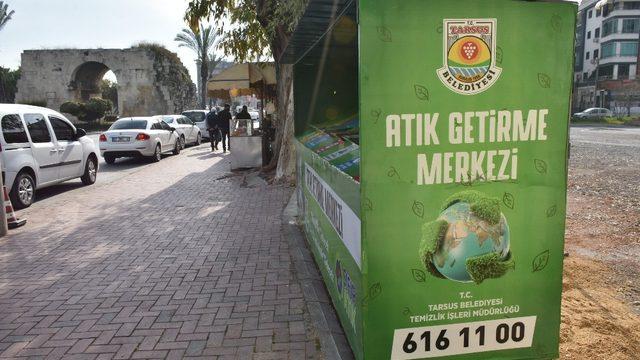 TARSUS
BELEDİYESİ
ATIK GETİRME
MERKEZİ
T.C.
TARSUS BELEDİYESİ
TEMİZLİK İŞLERİ MÜDÜRLÜĞÜ
616 11 00